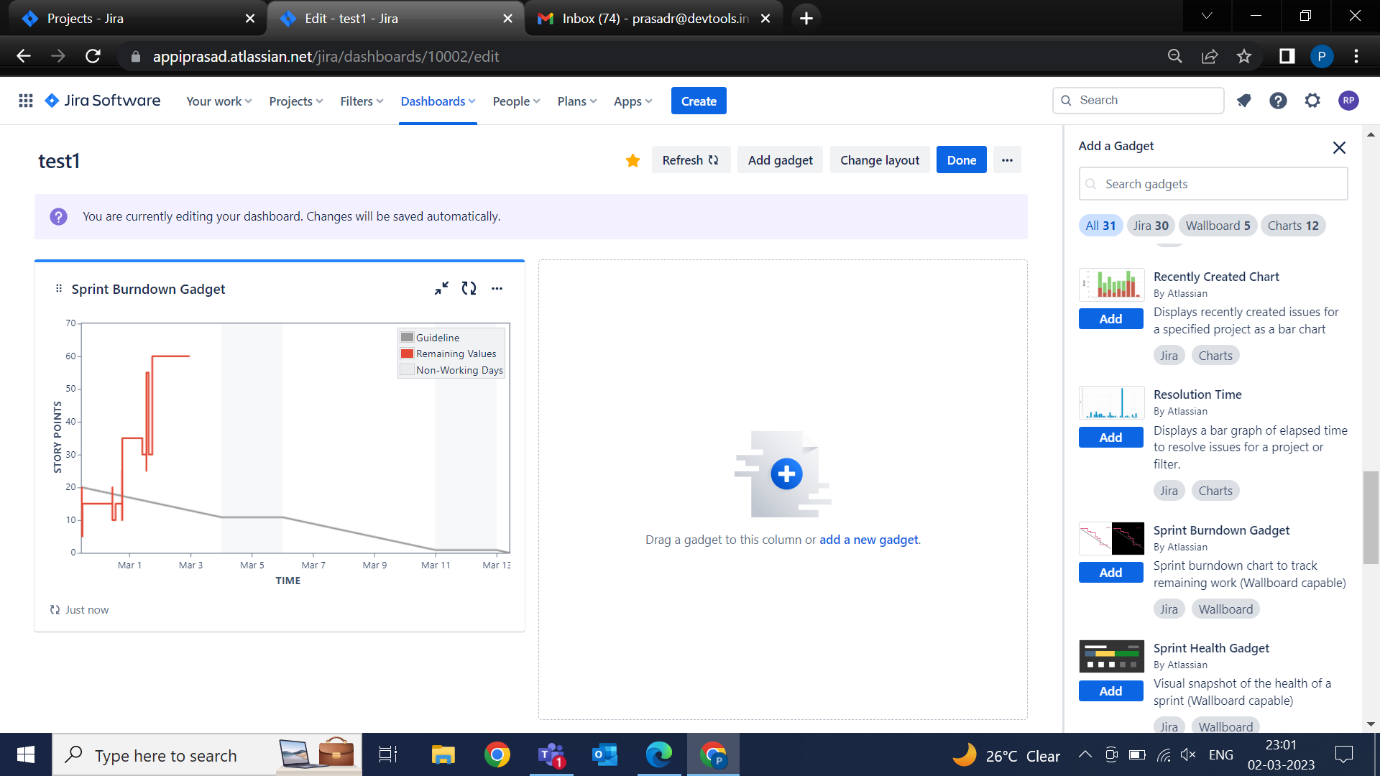 Projects - Jira
Edit - test1 - Jira
Inbox (74) - prasadr@devtools.in
appiprasad.atlassian.net/jira/dashboards/10002/edit
P
Jira Software
Your work
Projects
Filters
Dashboards
People
Plans
Apps
Create
Search
RP
test1
Refresh
Add gadget
Change layout
Done
You are currently editing your dashboard. Changes will be saved automatically.
Sprint Burndown Gadget
70
60
50
40
30
20
10
0
STORY POINTS
Guideline
Remaining Values
Non-Working Days
Mar 1
Mar 3
Mar 5
Mar 7
Mar 9
Mar 11
Mar 13
TIME
Just now
Drag a gadget to this column or add a new gadget.
Add a Gadget
Search gadgets
All 31
Jira 30
Wallboard 5
Charts 12
Recently Created Chart
By Atlassian
Add
Displays recently created issues for
a specified project as a bar chart
Jira
Charts
Resolution Time
By Atlassian
Add
Displays a bar graph of elapsed time
to resolve issues for a project or
filter.
Jira
Charts
Sprint Burndown Gadget
By Atlassian
Add
Sprint burndown chart to track
remaining work (Wallboard capable)
Jira
Wallboard
Sprint Health Gadget
By Atlassian
Add
Visual snapshot of the health of a
sprint (Wallboard capable)
Jira
Wallboard
Type here to search
T
1
P
26°C Clear
ENG
23:01
02-03-2023